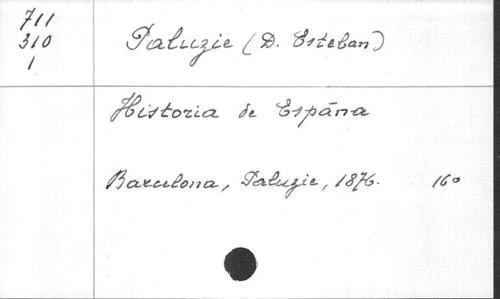 711
310
1
Paluzie (D. Esteban)
Historia de España
Barcelona, Paluzie, 1876. 16º